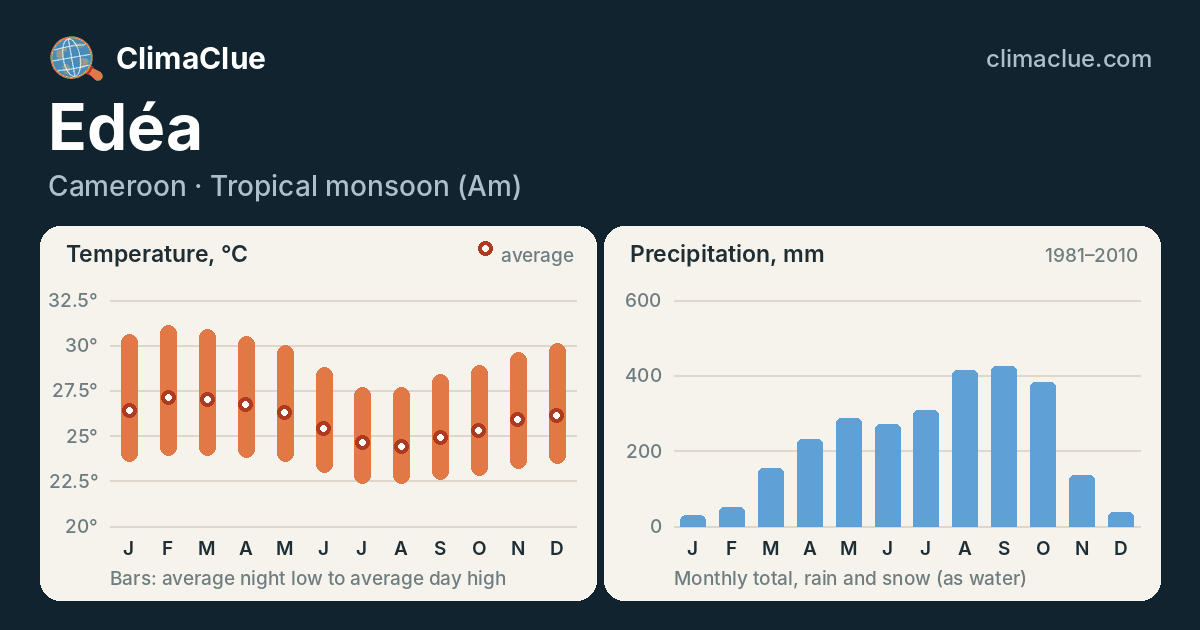 ClimaClue
climaclue.com
Edéa
Cameroon · Tropical monsoon (Am)
Temperature, °C
average
32.5°
30°
27.5°
25°
22.5°
20°
J F M A M J J A S O N D
Bars: average night low to average day high
Precipitation, mm
1981–2010
600
400
200
0
J F M A M J J A S O N D
Monthly total, rain and snow (as water)